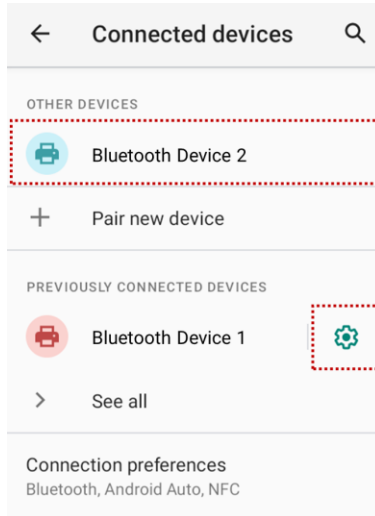 Connected devices
OTHER DEVICES
Bluetooth Device 2
Pair new device
PREVIOUSLY CONNECTED DEVICES
Bluetooth Device 1
See all
Connection preferences
Bluetooth, Android Auto, NFC